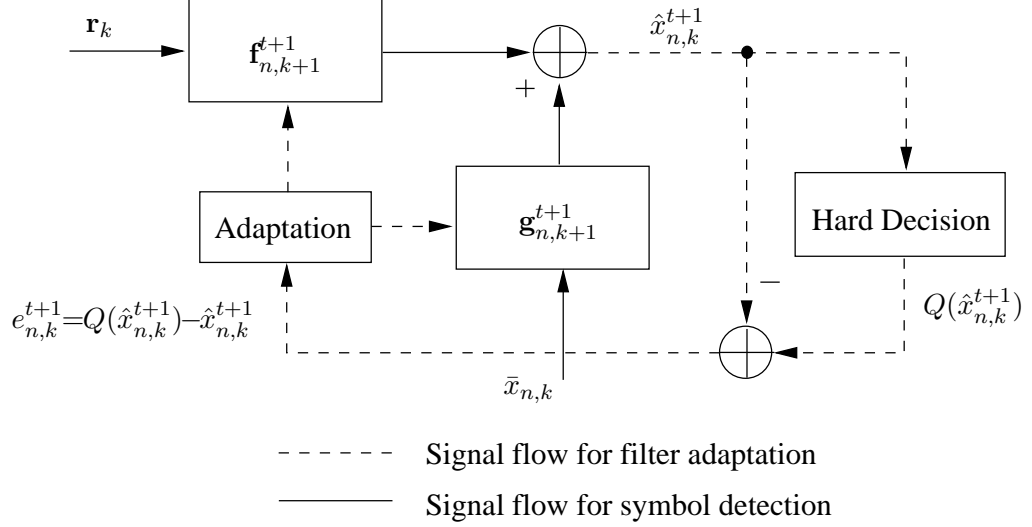 𝐫_k
𝐟^{t+1}_{n,k+1}
x̂^{t+1}_{n,k}
+
Adaptation
𝐠^{t+1}_{n,k+1}
Hard Decision
−
e^{t+1}_{n,k}=Q(x̂^{t+1}_{n,k})−x̂^{t+1}_{n,k}
Q(x̂^{t+1}_{n,k})
x̄_{n,k}
Signal flow for filter adaptation
Signal flow for symbol detection